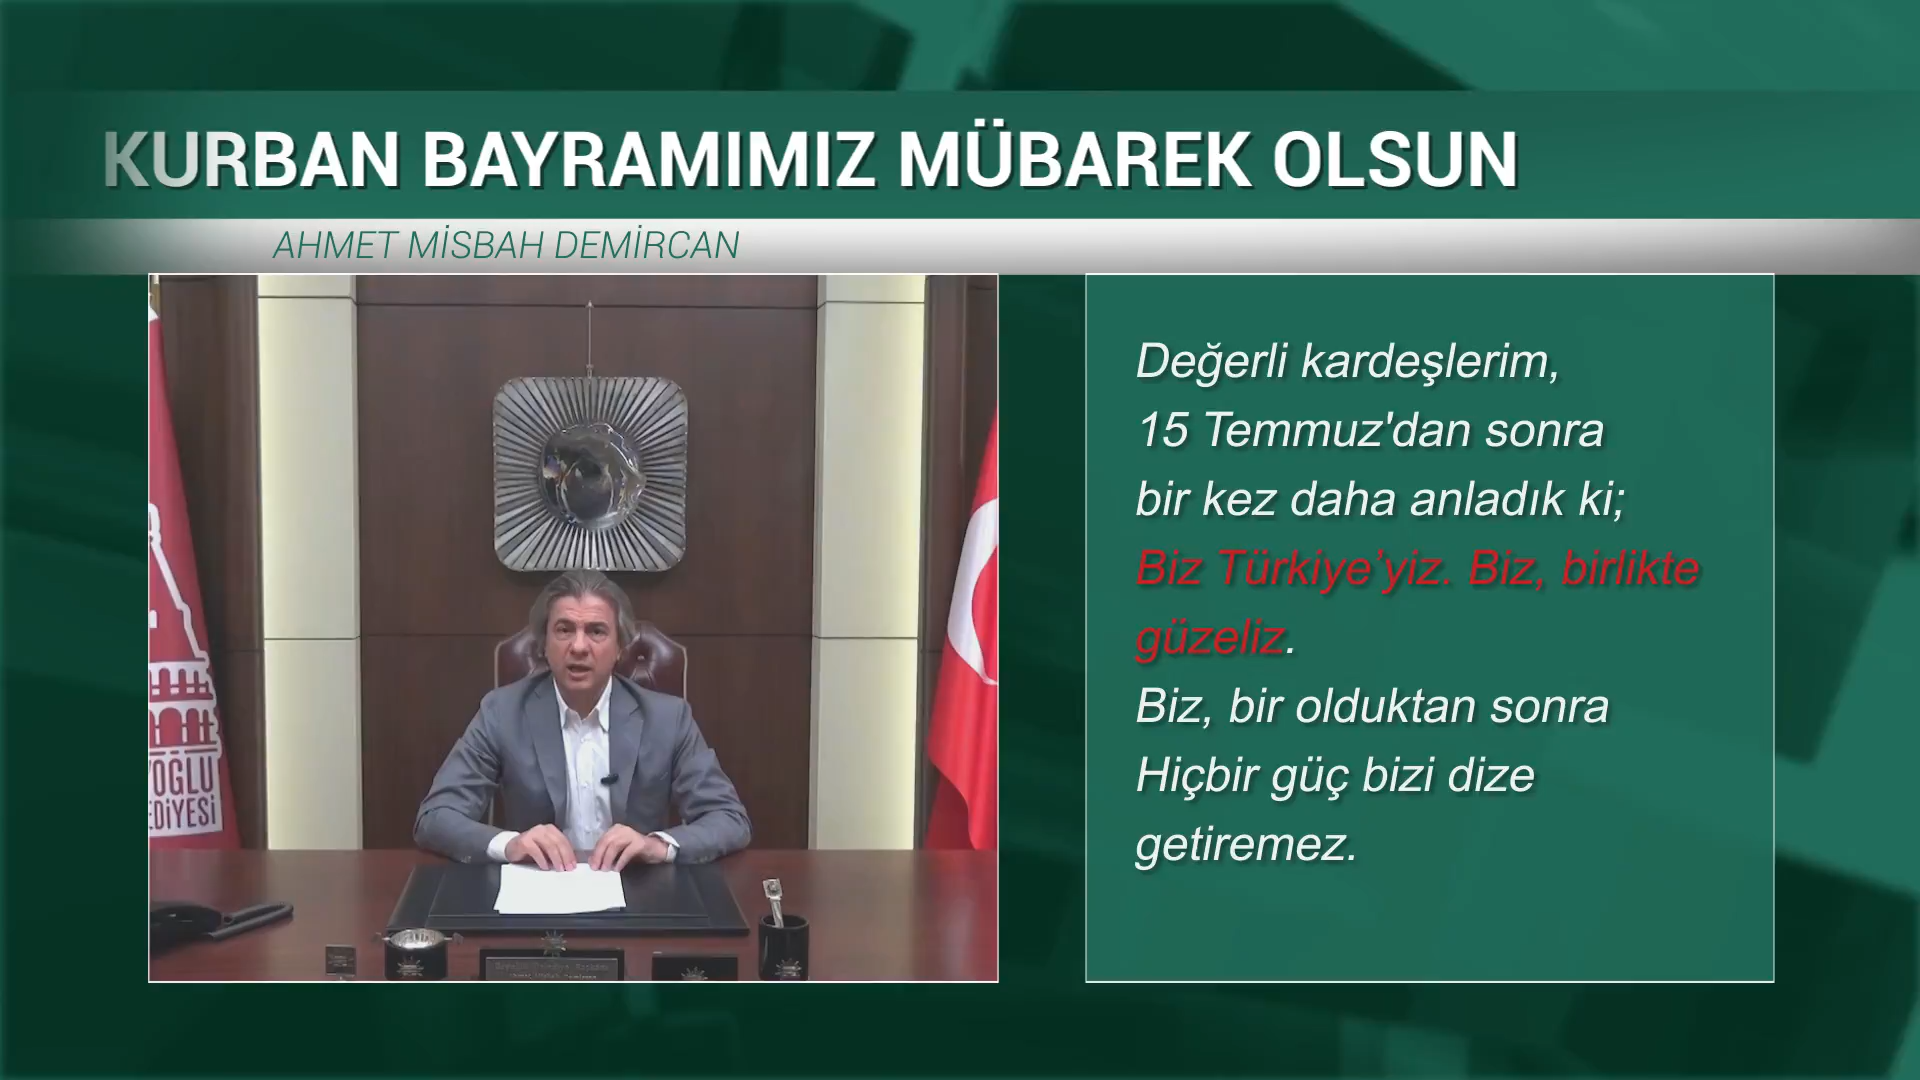 KURBAN BAYRAMIMIZ MÜBAREK OLSUN
AHMET MİSBAH DEMİRCAN
Değerli kardeşlerim,
15 Temmuz'dan sonra
bir kez daha anladık ki;
Biz Türkiye’yiz. Biz, birlikte
güzeliz.
Biz, bir olduktan sonra
Hiçbir güç bizi dize
getiremez.
YOĞLU
EDİYESİ